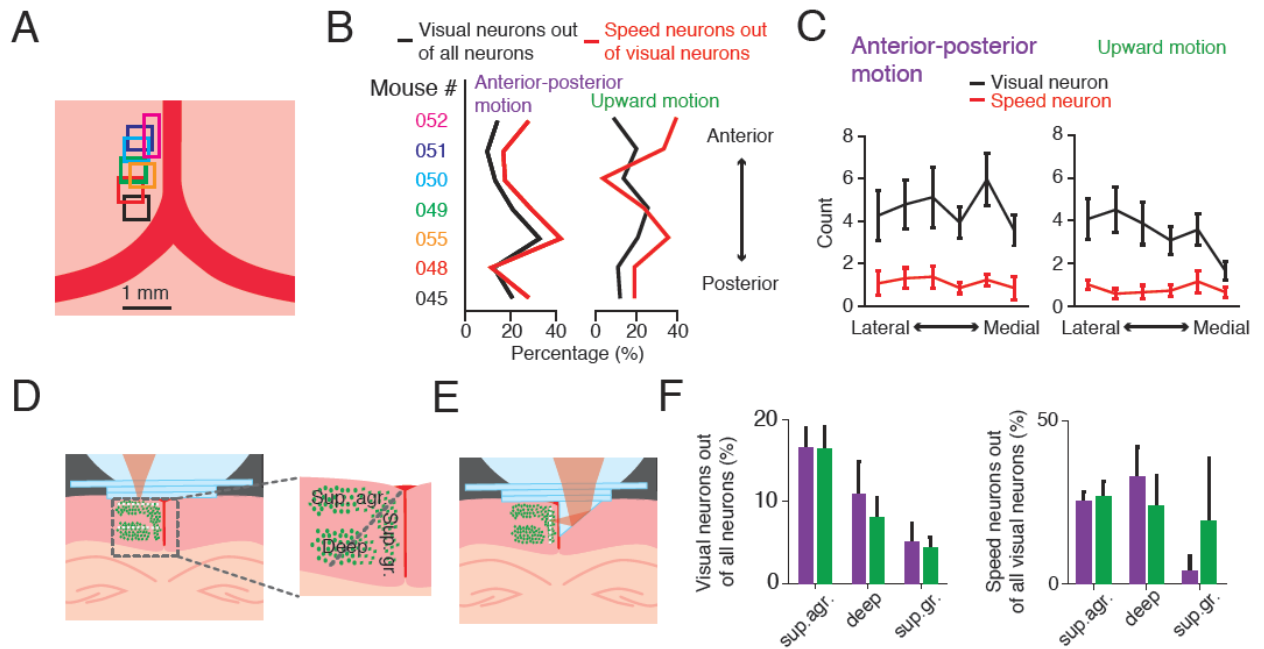 A
1 mm
B
Visual neurons out
of all neurons
Speed neurons out
of visual neurons
Mouse #
Anterior-posterior
motion
Upward motion
052
051
050
049
055
048
045
Anterior
Posterior
0 20 40 0 20 40
Percentage (%)
C
Anterior-posterior
motion
Upward motion
Visual neuron
Speed neuron
Count
8
6
4
2
0
8
6
4
2
0
Lateral Medial
Lateral Medial
D
Sup. agr.
Deep
Sup. gr.
E
F
Visual neurons out
of all neurons (%)
20
10
0
sup.agr.
deep
sup.gr.
Speed neurons out
of all visual neurons (%)
50
0
sup.agr.
deep
sup.gr.